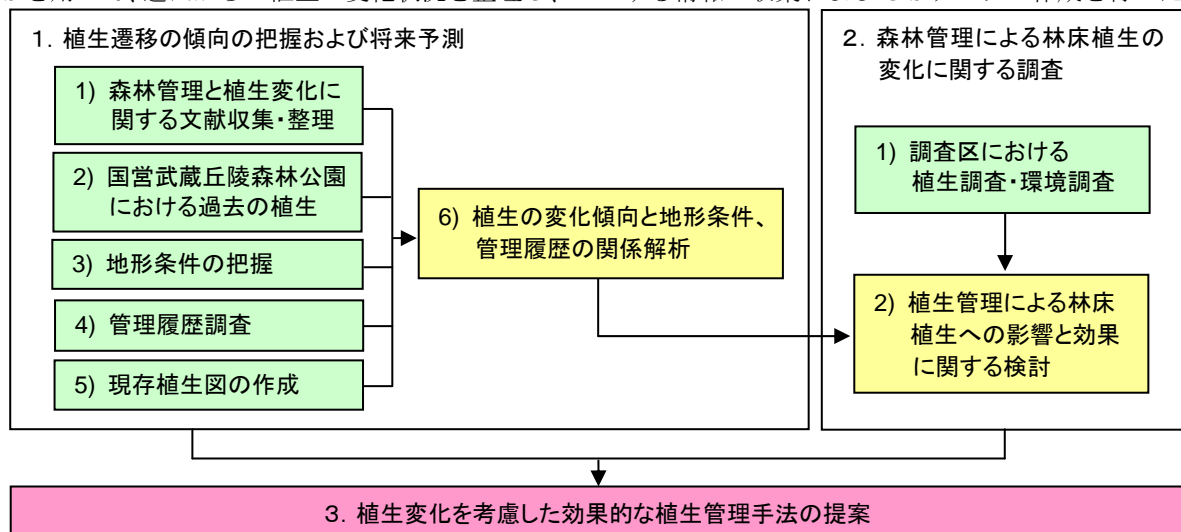 1．植生遷移の傾向の把握および将来予測
1) 森林管理と植生変化に
関する文献収集・整理
2) 国営武蔵丘陵森林公園
における過去の植生
3) 地形条件の把握
4) 管理履歴調査
5) 現存植生図の作成
6) 植生の変化傾向と地形条件、
管理履歴の関係解析
2．森林管理による林床植生の
変化に関する調査
1) 調査区における
植生調査・環境調査
2) 植生管理による林床
植生への影響と効果
に関する検討
3．植生変化を考慮した効果的な植生管理手法の提案